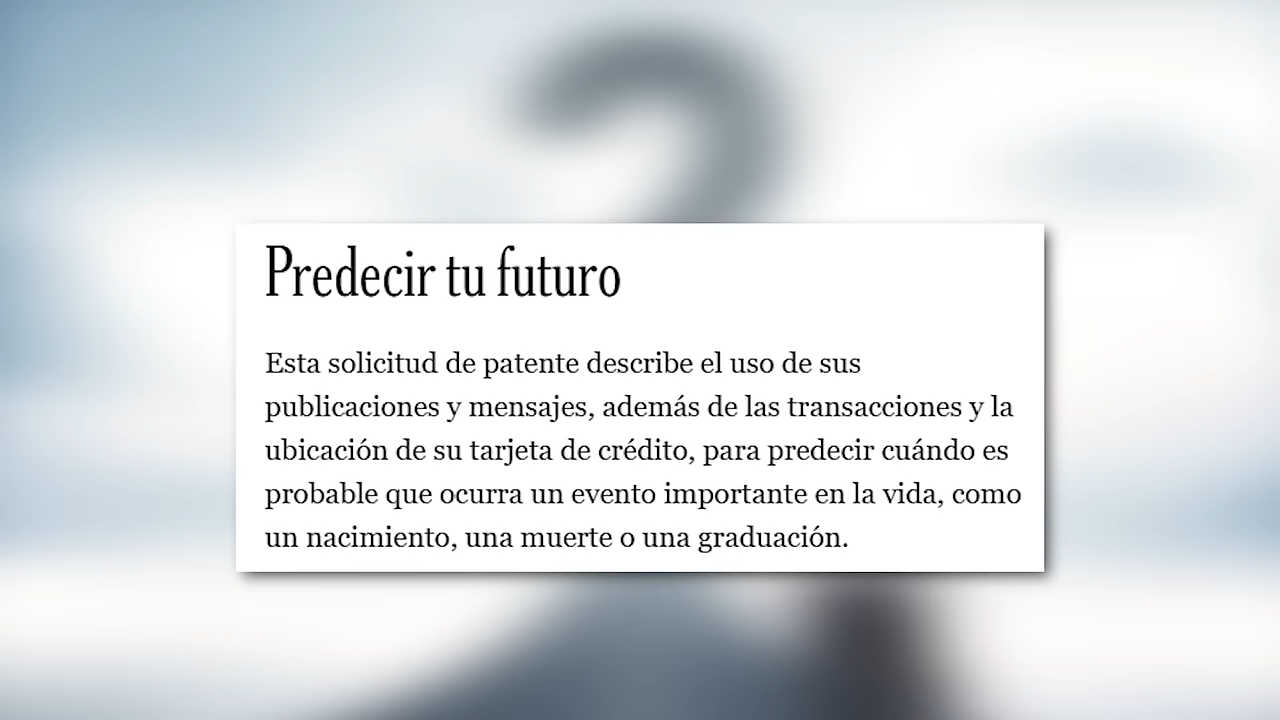 Predecir tu futuro
Esta solicitud de patente describe el uso de sus
publicaciones y mensajes, además de las transacciones y la
ubicación de su tarjeta de crédito, para predecir cuándo es
probable que ocurra un evento importante en la vida, como
un nacimiento, una muerte o una graduación.